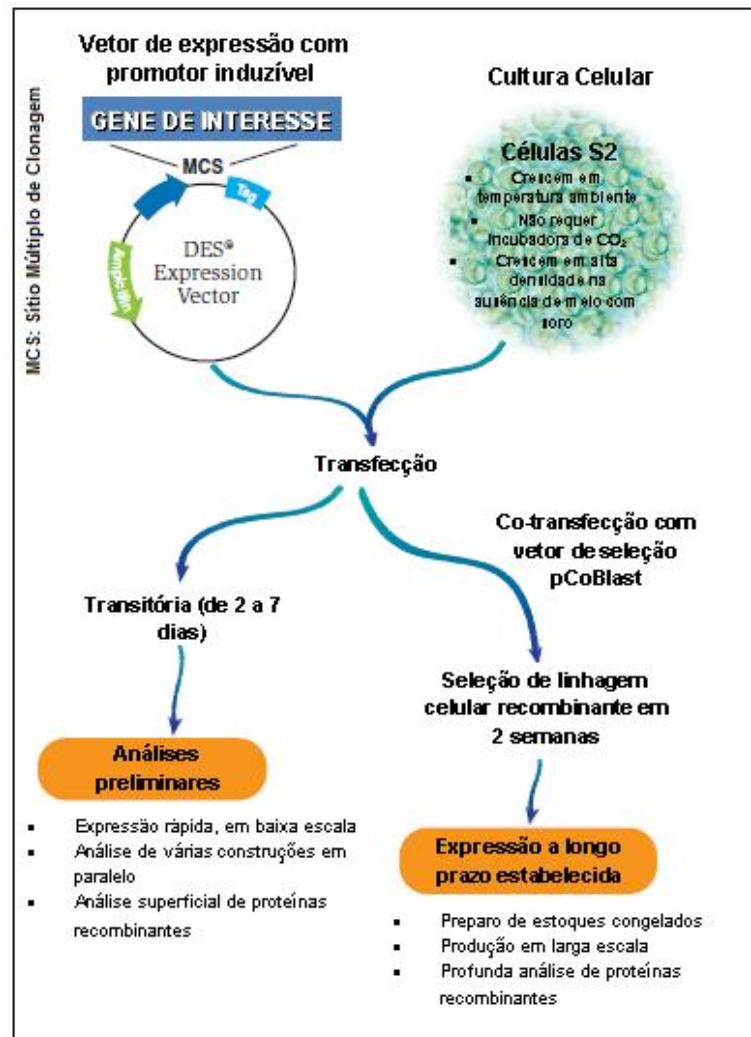 MCS: Sítio Múltiplo de Clonagem
Vetor de expressão com
promotor induzível
GENE DE INTERESSE
MCS
Tag
DES®
Expression
Vector
Cultura Celular
Células S2
▪ Crescem em
temperatura ambiente
▪ Não requer
incubadora de CO₂
▪ Crescem em alta
densidade na
ausência de meio com
soro
Transfecção
Transitória (de 2 a 7
dias)
Co-transfecção com
vetor de seleção
pCoBlast
Seleção de linhagem
celular recombinante em
2 semanas
Análises
preliminares
▪ Expressão rápida, em baixa escala
▪ Análise de várias construções em
paralelo
▪ Análise superficial de proteínas
recombinantes
Expressão a longo
prazo estabelecida
▪ Preparo de estoques congelados
▪ Produção em larga escala
▪ Profunda análise de proteínas
recombinantes